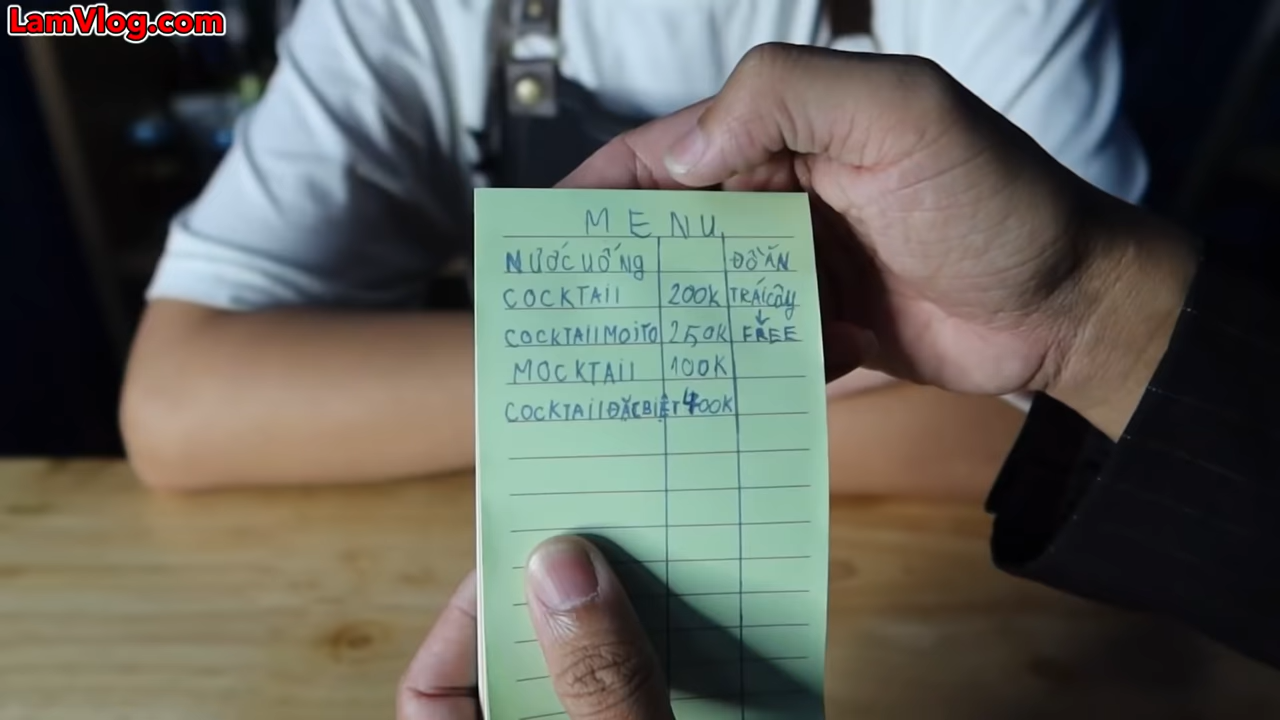 LamVlog.com
MENU
NƯỚC UỐNG ĐỒ ĂN
COCKTAil 200K TRÁI cây
↓
COCKTAil MOjTO 250K FREE
MOCKTAil 100K
COCKTAil ĐẶC BIỆT 400K